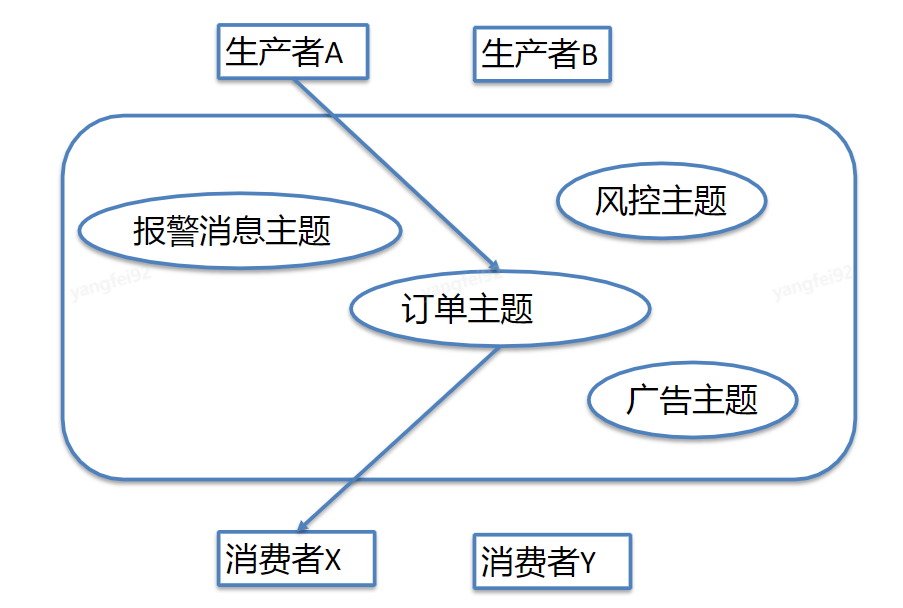 生产者A
生产者B
风控主题
报警消息主题
订单主题
广告主题
消费者X
消费者Y
yangfei92
yangfei92
yangfei92